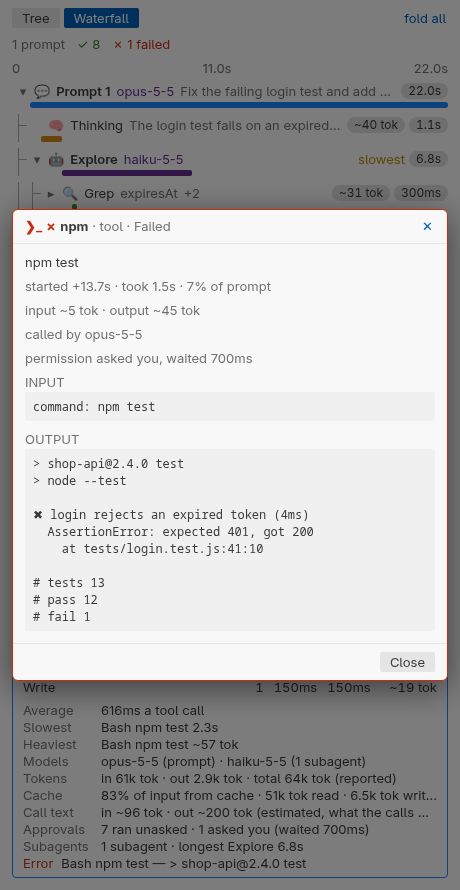 Tree Waterfall fold all
1 prompt ✓ 8 × 1 failed
0 11.0s 22.0s
▾ 💬 Prompt 1 opus-5-5 Fix the failing login test and add ... 22.0s
🧠 Thinking The login test fails on an expired... ~40 tok 1.1s
▾ 🤖 Explore haiku-5-5 slowest 6.8s
▸ 🔍 Grep expiresAt +2 ~31 tok 300ms
❯_ × npm · tool · Failed ×
npm test
started +13.7s · took 1.5s · 7% of prompt
input ~5 tok · output ~45 tok
called by opus-5-5
permission asked you, waited 700ms
INPUT
command: npm test
OUTPUT
> shop-api@2.4.0 test
> node --test
✖ login rejects an expired token (4ms)
AssertionError: expected 401, got 200
at tests/login.test.js:41:10
# tests 13
# pass 12
# fail 1
Close
Write 1 150ms 150ms ~19 tok
Average 616ms a tool call
Slowest Bash npm test 2.3s
Heaviest Bash npm test ~57 tok
Models opus-5-5 (prompt) · haiku-5-5 (1 subagent)
Tokens in 61k tok · out 2.9k tok · total 64k tok (reported)
Cache 83% of input from cache · 51k tok read · 6.5k tok writ...
Call text in ~96 tok · out ~200 tok (estimated, what the calls ...
Approvals 7 ran unasked · 1 asked you (waited 700ms)
Subagents 1 subagent · longest Explore 6.8s
Error Bash npm test — > shop-api@2.4.0 test